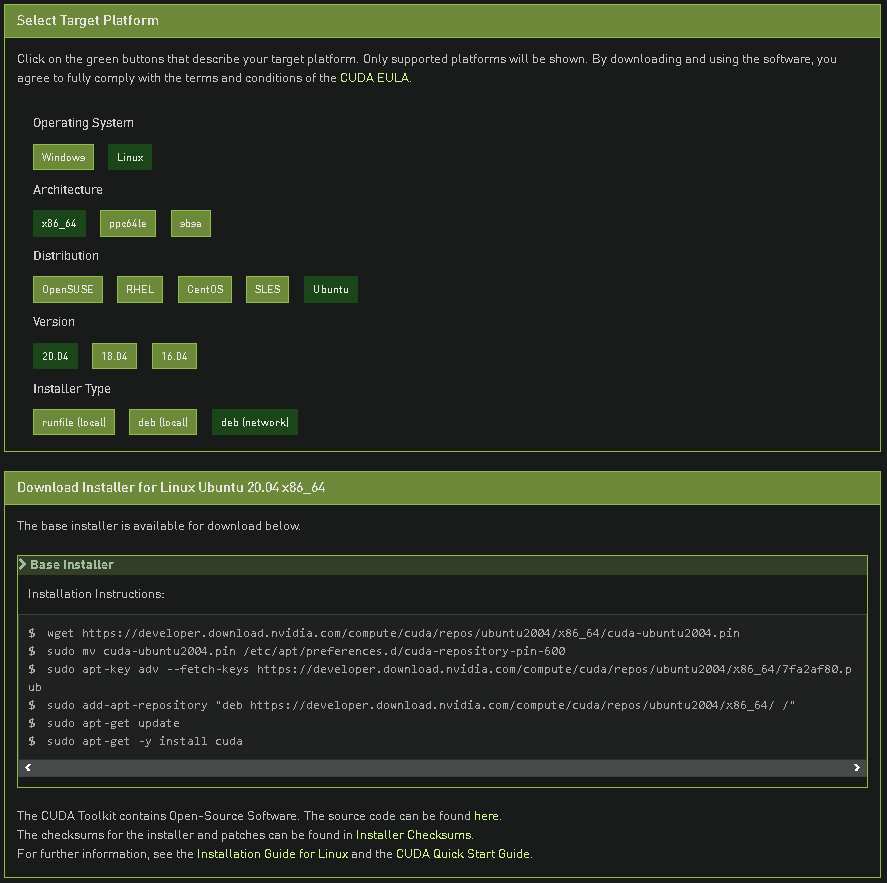 Select Target Platform
Click on the green buttons that describe your target platform. Only supported platforms will be shown. By downloading and using the software, you
agree to fully comply with the terms and conditions of the CUDA EULA.
Operating System
Windows Linux
Architecture
x86_64 ppc64le sbsa
Distribution
OpenSUSE RHEL CentOS SLES Ubuntu
Version
20.04 18.04 16.04
Installer Type
runfile (local) deb (local) deb (network)
Download Installer for Linux Ubuntu 20.04 x86_64
The base installer is available for download below.
Base Installer
Installation Instructions:
$ wget https://developer.download.nvidia.com/compute/cuda/repos/ubuntu2004/x86_64/cuda-ubuntu2004.pin
$ sudo mv cuda-ubuntu2004.pin /etc/apt/preferences.d/cuda-repository-pin-600
$ sudo apt-key adv --fetch-keys https://developer.download.nvidia.com/compute/cuda/repos/ubuntu2004/x86_64/7fa2af80.p
ub
$ sudo add-apt-repository "deb https://developer.download.nvidia.com/compute/cuda/repos/ubuntu2004/x86_64/ /"
$ sudo apt-get update
$ sudo apt-get -y install cuda
The CUDA Toolkit contains Open-Source Software. The source code can be found here.
The checksums for the installer and patches can be found in Installer Checksums.
For further information, see the Installation Guide for Linux and the CUDA Quick Start Guide.